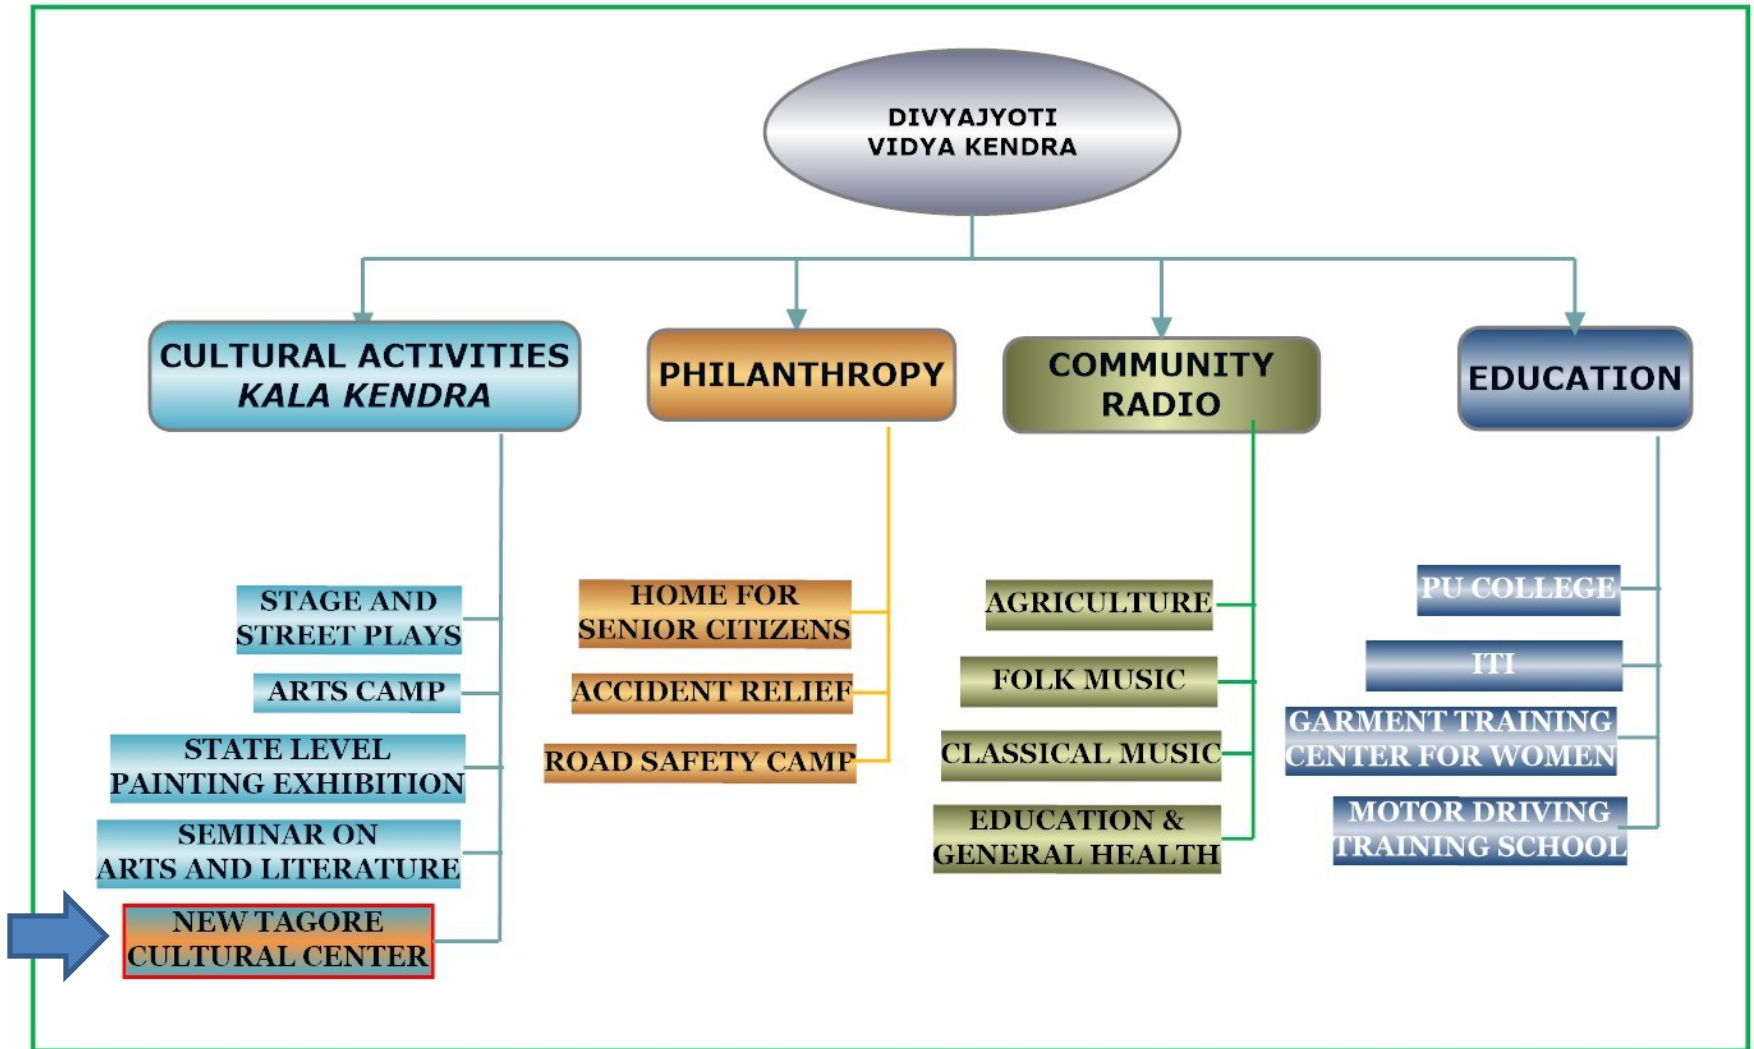 DIVYAJYOTI
VIDYA KENDRA
CULTURAL ACTIVITIES
KALA KENDRA
STAGE AND
STREET PLAYS
ARTS CAMP
STATE LEVEL
PAINTING EXHIBITION
SEMINAR ON
ARTS AND LITERATURE
NEW TAGORE
CULTURAL CENTER
PHILANTHROPY
HOME FOR
SENIOR CITIZENS
ACCIDENT RELIEF
ROAD SAFETY CAMP
COMMUNITY
RADIO
AGRICULTURE
FOLK MUSIC
CLASSICAL MUSIC
EDUCATION &
GENERAL HEALTH
EDUCATION
PU COLLEGE
ITI
GARMENT TRAINING
CENTER FOR WOMEN
MOTOR DRIVING
TRAINING SCHOOL